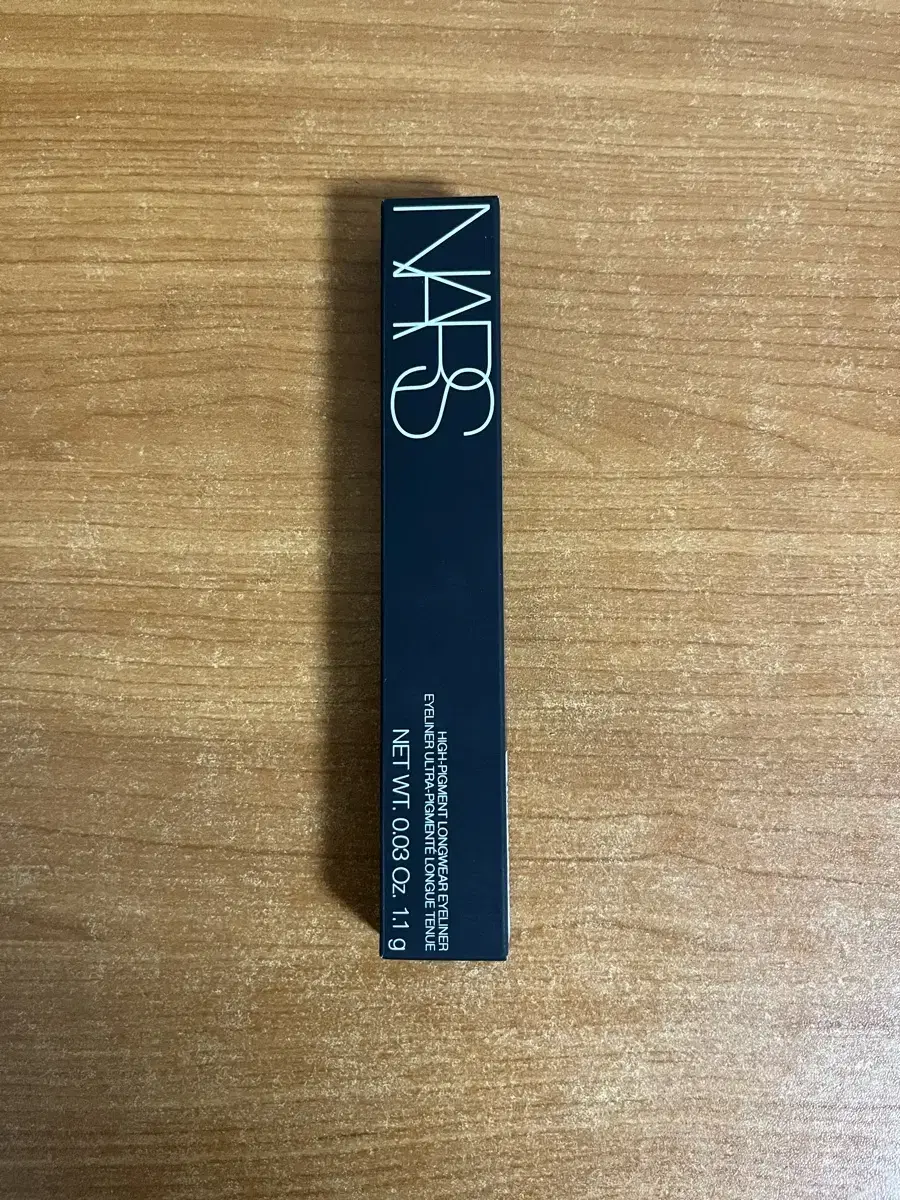 NARS
HIGH-PIGMENT LONGWEAR EYELINER
EYELINER ULTRA-PIGMENTÉ LONGUE TENUE
NET WT. 0.03 Oz. 1.1 g